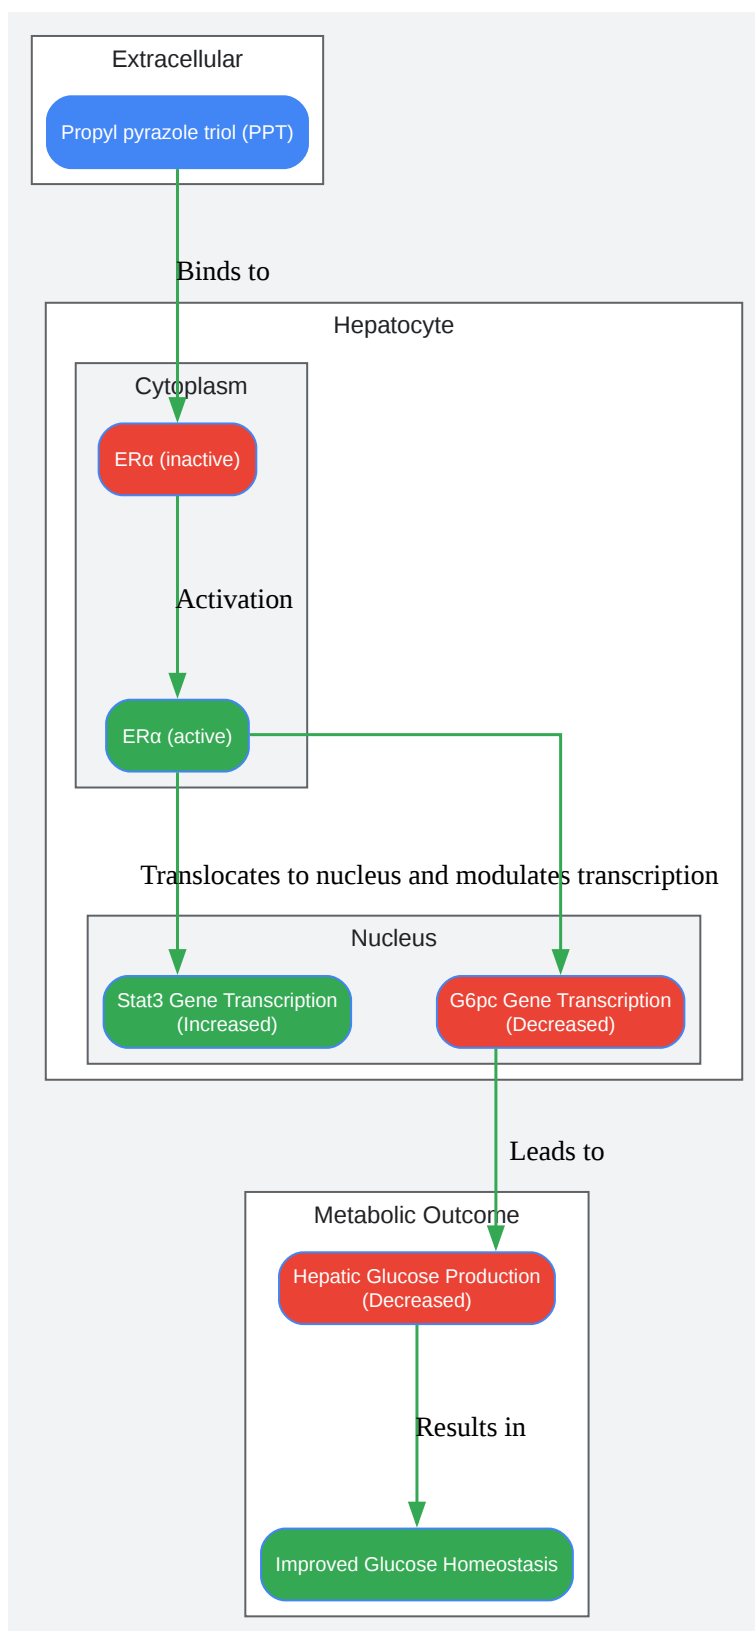 Extracellular
Propyl pyrazole triol (PPT)
Binds to
Hepatocyte
Cytoplasm
ERα (inactive)
Activation
ERα (active)
Translocates to nucleus and modulates transcription
Nucleus
Stat3 Gene Transcription
(Increased)
G6pc Gene Transcription
(Decreased)
Leads to
Metabolic Outcome
Hepatic Glucose Production
(Decreased)
Results in
Improved Glucose Homeostasis